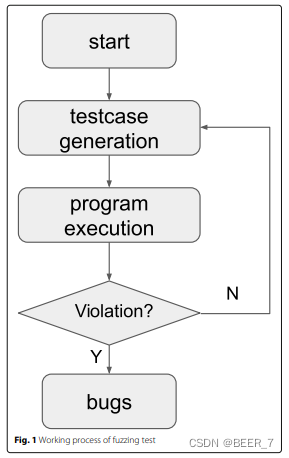 start
testcase
generation
program
execution
Violation?
N
Y
bugs
Fig. 1 Working process of fuzzing test
CSDN @BEER_7